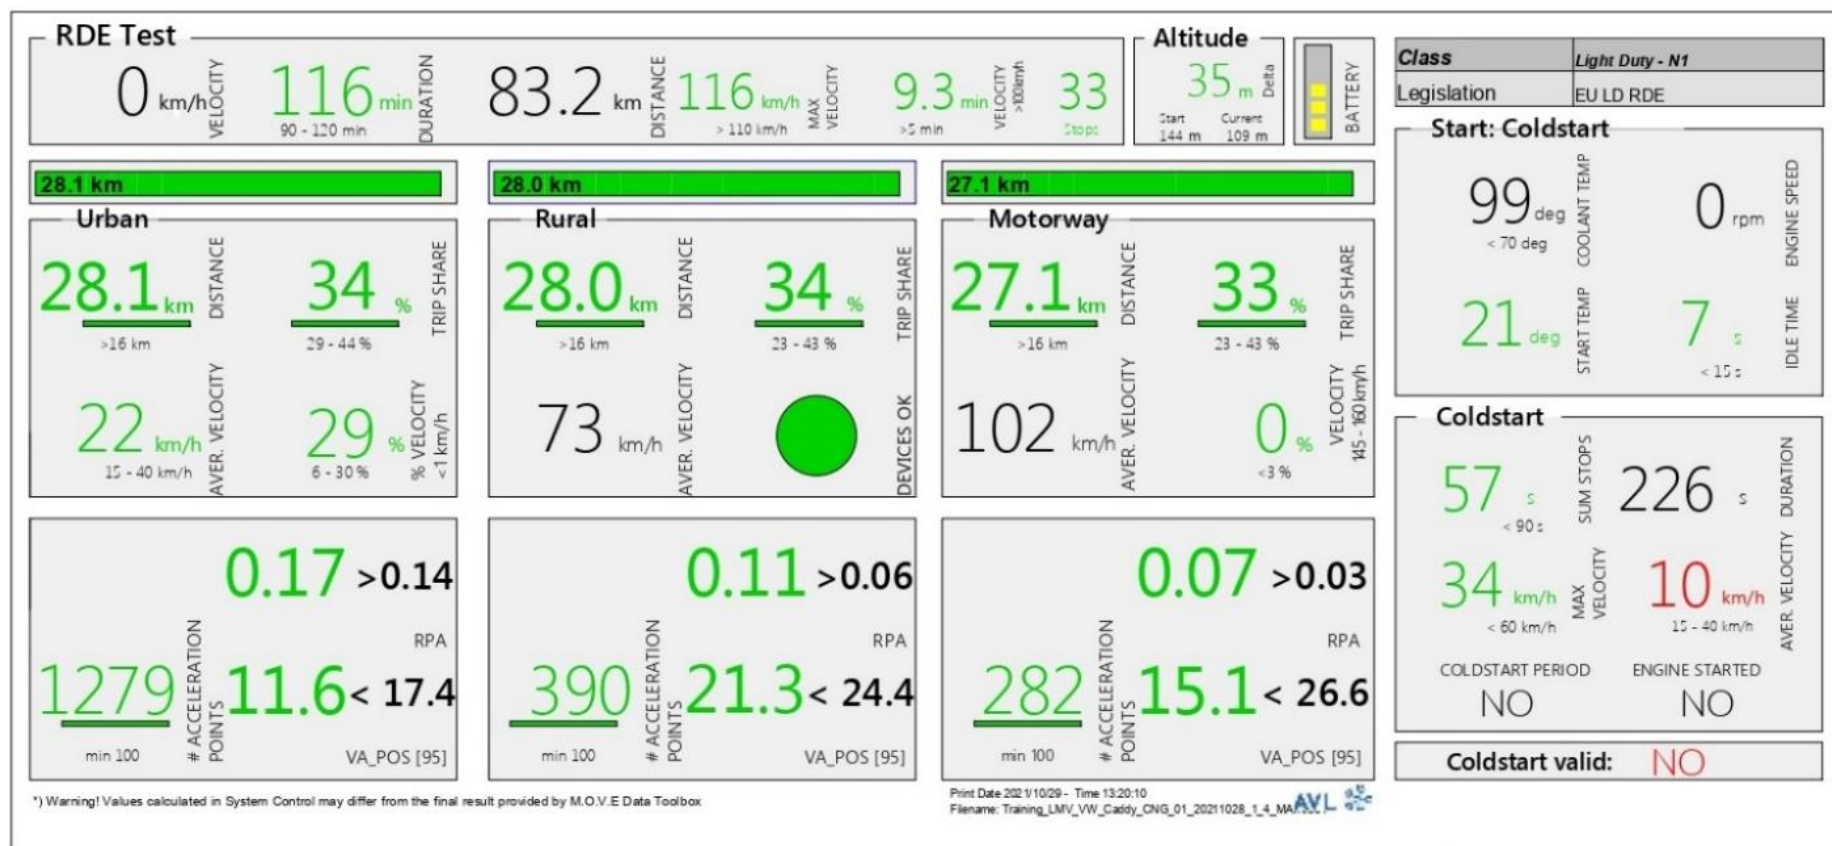 RDE Test
0 km/h VELOCITY
116 min DURATION
90 - 120 min
83.2 km DISTANCE
116 km/h MAX VELOCITY
> 110 km/h
9.3 min VELOCITY >100km/h
>5 min
33
Stops
Altitude
35 m Delta
Start Current
144 m 109 m
BATTERY
Class Light Duty - N1
Legislation EU LD RDE
28.1 km
28.0 km
27.1 km
Urban
28.1 km DISTANCE
>16 km
34 % TRIP SHARE
29 - 44 %
22 km/h AVER. VELOCITY
15 - 40 km/h
29 % % VELOCITY <1 km/h
6 - 30 %
Rural
28.0 km DISTANCE
>16 km
34 % TRIP SHARE
23 - 43 %
73 km/h AVER. VELOCITY
DEVICES OK
Motorway
27.1 km DISTANCE
>16 km
33 % TRIP SHARE
23 - 43 %
102 km/h AVER. VELOCITY
0 % VELOCITY 145 - 160 km/h
<3 %
0.17 >0.14
RPA
1279 # ACCELERATION POINTS
min 100
11.6 < 17.4
VA_POS [95]
0.11 >0.06
RPA
390 # ACCELERATION POINTS
min 100
21.3 < 24.4
VA_POS [95]
0.07 >0.03
RPA
282 # ACCELERATION POINTS
min 100
15.1 < 26.6
VA_POS [95]
Start: Coldstart
99 deg COOLANT TEMP
< 70 deg
0 rpm ENGINE SPEED
21 deg START TEMP
7 s IDLE TIME
< 15 s
Coldstart
57 s SUM STOPS
< 90 s
226 s DURATION
34 km/h MAX VELOCITY
< 60 km/h
10 km/h AVER. VELOCITY
15 - 40 km/h
COLDSTART PERIOD ENGINE STARTED
NO NO
Coldstart valid: NO
*) Warning! Values calculated in System Control may differ from the final result provided by M.O.V.E Data Toolbox
Print Date 2021/10/29 - Time 13:20:10
Filename: Training_LMV_VW_Caddy_CNG_01_20211028_1_4_MA
AVL